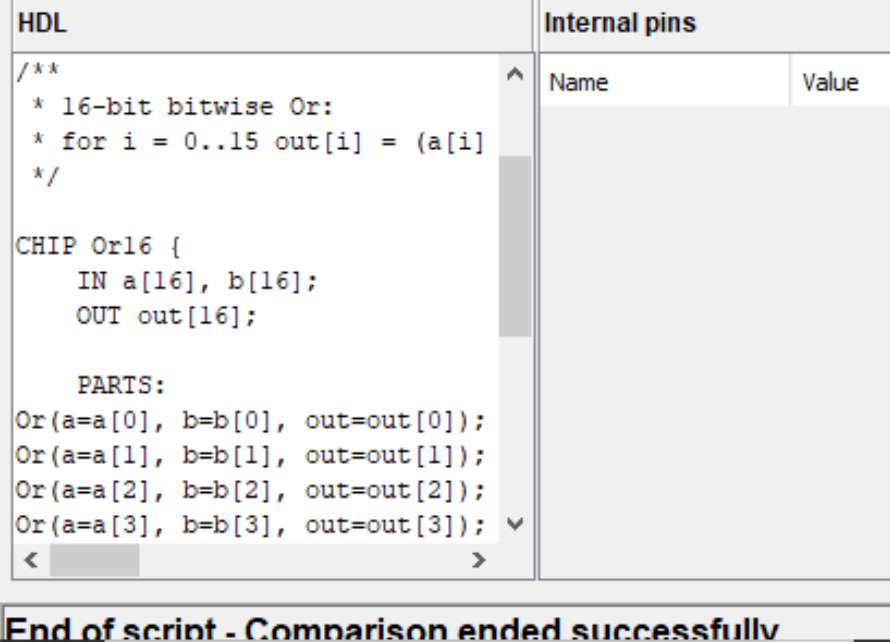 HDL
Internal pins
/**
 * 16-bit bitwise Or:
 * for i = 0..15 out[i] = (a[i]
 */
Name Value
CHIP Or16 {
    IN a[16], b[16];
    OUT out[16];
    PARTS:
Or(a=a[0], b=b[0], out=out[0]);
Or(a=a[1], b=b[1], out=out[1]);
Or(a=a[2], b=b[2], out=out[2]);
Or(a=a[3], b=b[3], out=out[3]);
End of script - Comparison ended successfully